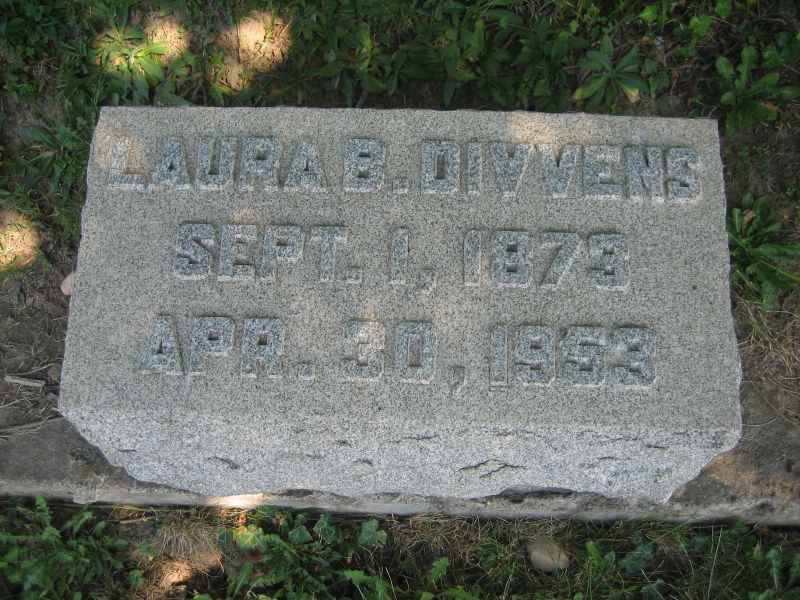 LAURA B. DIVVENS
SEPT. 1, 1873
APR. 30, 1953